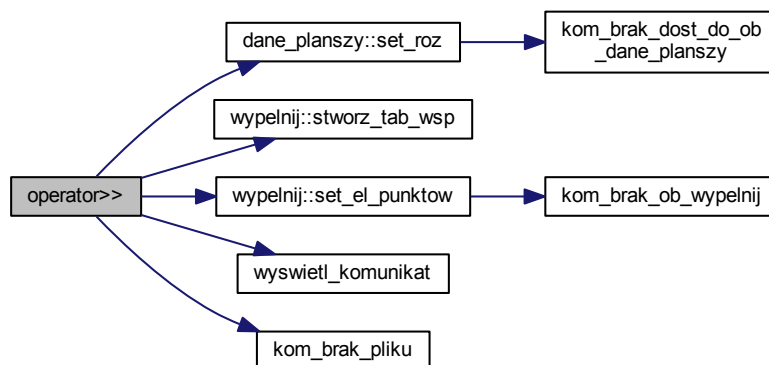 dane_planszy::set_roz
kom_brak_dost_do_ob
_dane_planszy
wypelnij::stworz_tab_wsp
operator>>
wypelnij::set_el_punktow
kom_brak_ob_wypelnij
wyswietl_komunikat
kom_brak_pliku